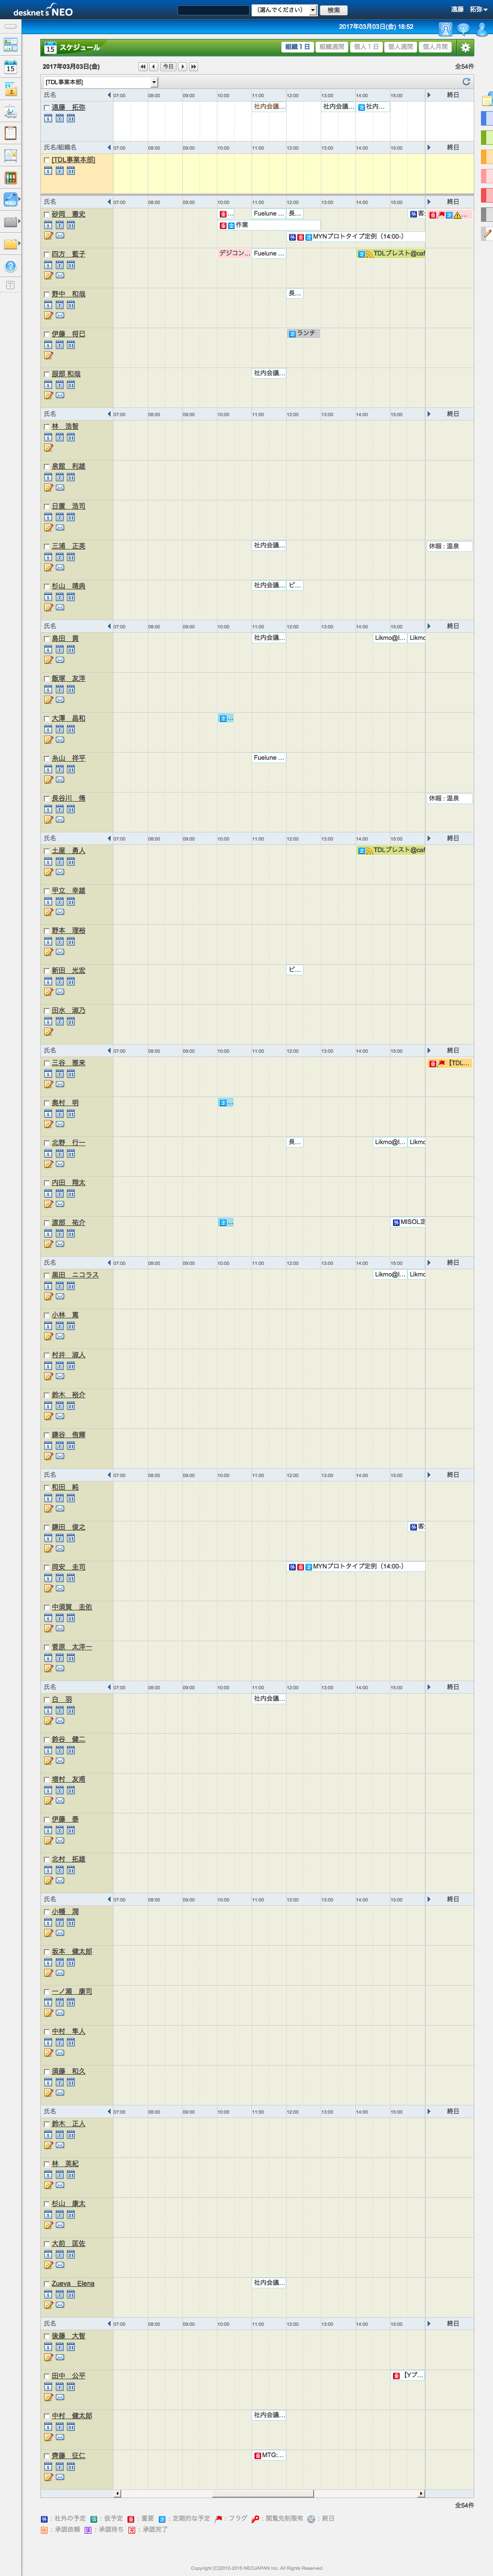 desknet's NEO
(選んでください)
検索
遠藤　拓弥
2017年03月03日(金) 18:52
15 スケジュール
組織１日 組織週間 個人１日 個人週間 個人月間
2017年03月03日(金)
今日
全54件
[TDL事業本部]
氏名 07:00 08:00 09:00 10:00 11:00 12:00 13:00 14:00 15:00 終日
遠藤　拓弥 社内会議... 社内会議... 社内...
氏名/組織名 07:00 08:00 09:00 10:00 11:00 12:00 13:00 14:00 15:00 終日
[TDL事業本部]
氏名 07:00 08:00 09:00 10:00 11:00 12:00 13:00 14:00 15:00 終日
砂岡　憲史 ... Fuelune ... 長...
作業
MYNプロトタイプ定例（14:00-）
四方　藍子 デジコン... Fuelune ... TDLブレスト@caf
野中　和哉 長...
伊藤　将巳 ランチ
服部 和哉 社内会議...
氏名 07:00 08:00 09:00 10:00 11:00 12:00 13:00 14:00 15:00 終日
林　浩智
泉舘　利雄
日置　浩司
三浦　正英 社内会議... 休暇 : 温泉
杉山　靖典 社内会議... ビ...
氏名 07:00 08:00 09:00 10:00 11:00 12:00 13:00 14:00 15:00 終日
島田　貢 社内会議... Likmo@l... Likmo
飯塚　友洋
大澤　昌和 ...
糸山　祥平 Fuelune ...
長谷川　脩 休暇 : 温泉
氏名 07:00 08:00 09:00 10:00 11:00 12:00 13:00 14:00 15:00 終日
土屋　勇人 TDLブレスト@caf
甲立　幸雄
野本　理裕
新田　光宏 ビ...
田水　淑乃
氏名 07:00 08:00 09:00 10:00 11:00 12:00 13:00 14:00 15:00 終日
三谷　雅来 【TDL...
奥村　明 ...
北野　行一 長... Likmo@l... Likmo
内田　翔太
渡部　祐介 ... MISOL定
氏名 07:00 08:00 09:00 10:00 11:00 12:00 13:00 14:00 15:00 終日
黒田　ニコラス Likmo@l... Likmo
小林　篤
村井　淑人
鈴木　裕介
鎌谷　侑輝
氏名 07:00 08:00 09:00 10:00 11:00 12:00 13:00 14:00 15:00 終日
和田　純
鎌田　俊之
岡安　圭司 MYNプロトタイプ定例（14:00-）
中須賀　圭佑
菅原　太洋一
氏名 07:00 08:00 09:00 10:00 11:00 12:00 13:00 14:00 15:00 終日
白　羽 社内会議...
鈴谷　健二
増村　友甫
伊藤　泰
北村　拓雄
氏名 07:00 08:00 09:00 10:00 11:00 12:00 13:00 14:00 15:00 終日
小幡　潤
坂本　健太郎
一ノ瀬　康司
中村　隼人
須藤　和久
氏名 07:00 08:00 09:00 10:00 11:00 12:00 13:00 14:00 15:00 終日
鈴木　正人
林　英紀
杉山　康太
大前　匡佐
Zueva　Elena 社内会議...
氏名 07:00 08:00 09:00 10:00 11:00 12:00 13:00 14:00 15:00 終日
後藤　大智
田中　公平 【Yプ...
中村　健太郎 社内会議...
齊藤　征仁 MTG:...
全54件
：社外の予定 ：仮予定 ：重要 ：定期的な予定 ：フラグ ：閲覧先制限有 ：終日
：承認依頼 ：承認待ち ：承認完了
Copyright (C)2012-2015 NEOJAPAN Inc. All Rights Reserved.